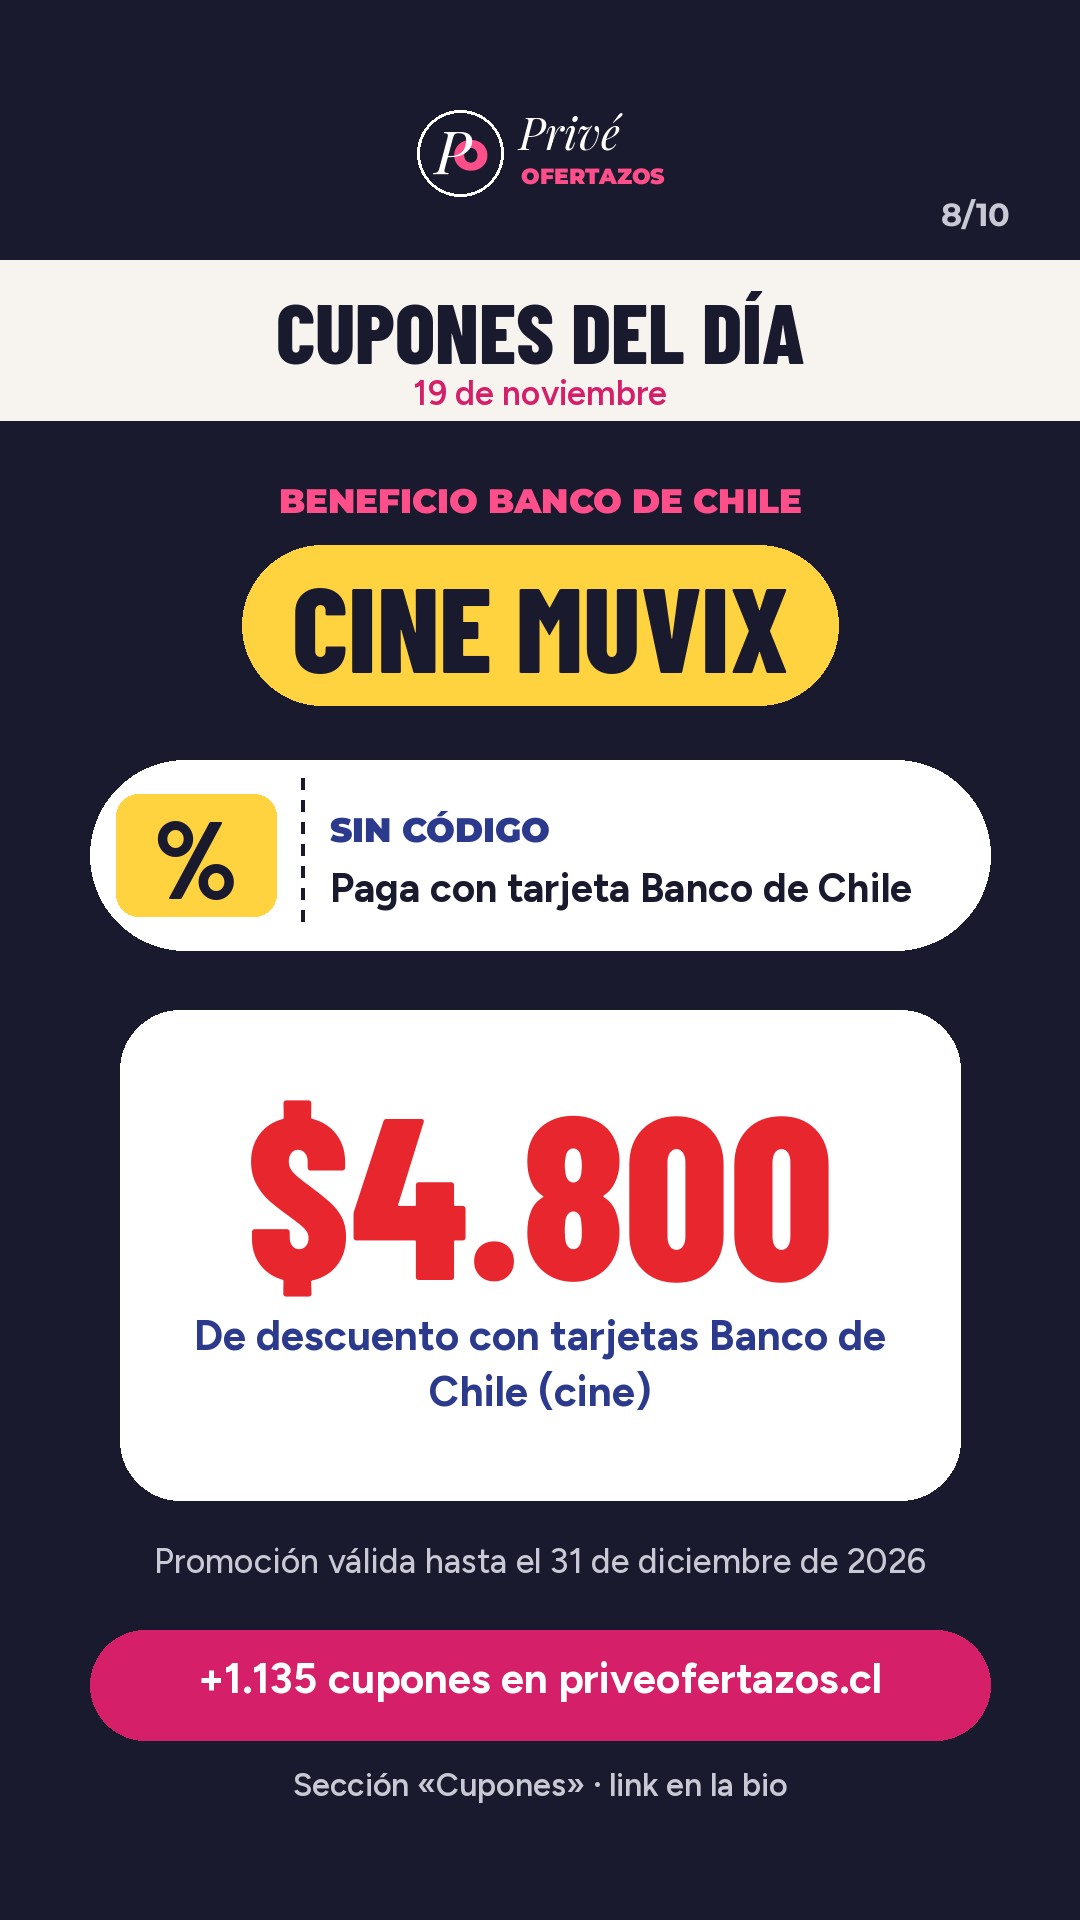 Po
Privé
OFERTAZOS
8/10
CUPONES DEL DÍA
19 de noviembre
BENEFICIO BANCO DE CHILE
CINE MUVIX
%
SIN CÓDIGO
Paga con tarjeta Banco de Chile
$4.800
De descuento con tarjetas Banco de
Chile (cine)
Promoción válida hasta el 31 de diciembre de 2026
+1.135 cupones en priveofertazos.cl
Sección «Cupones» · link en la bio